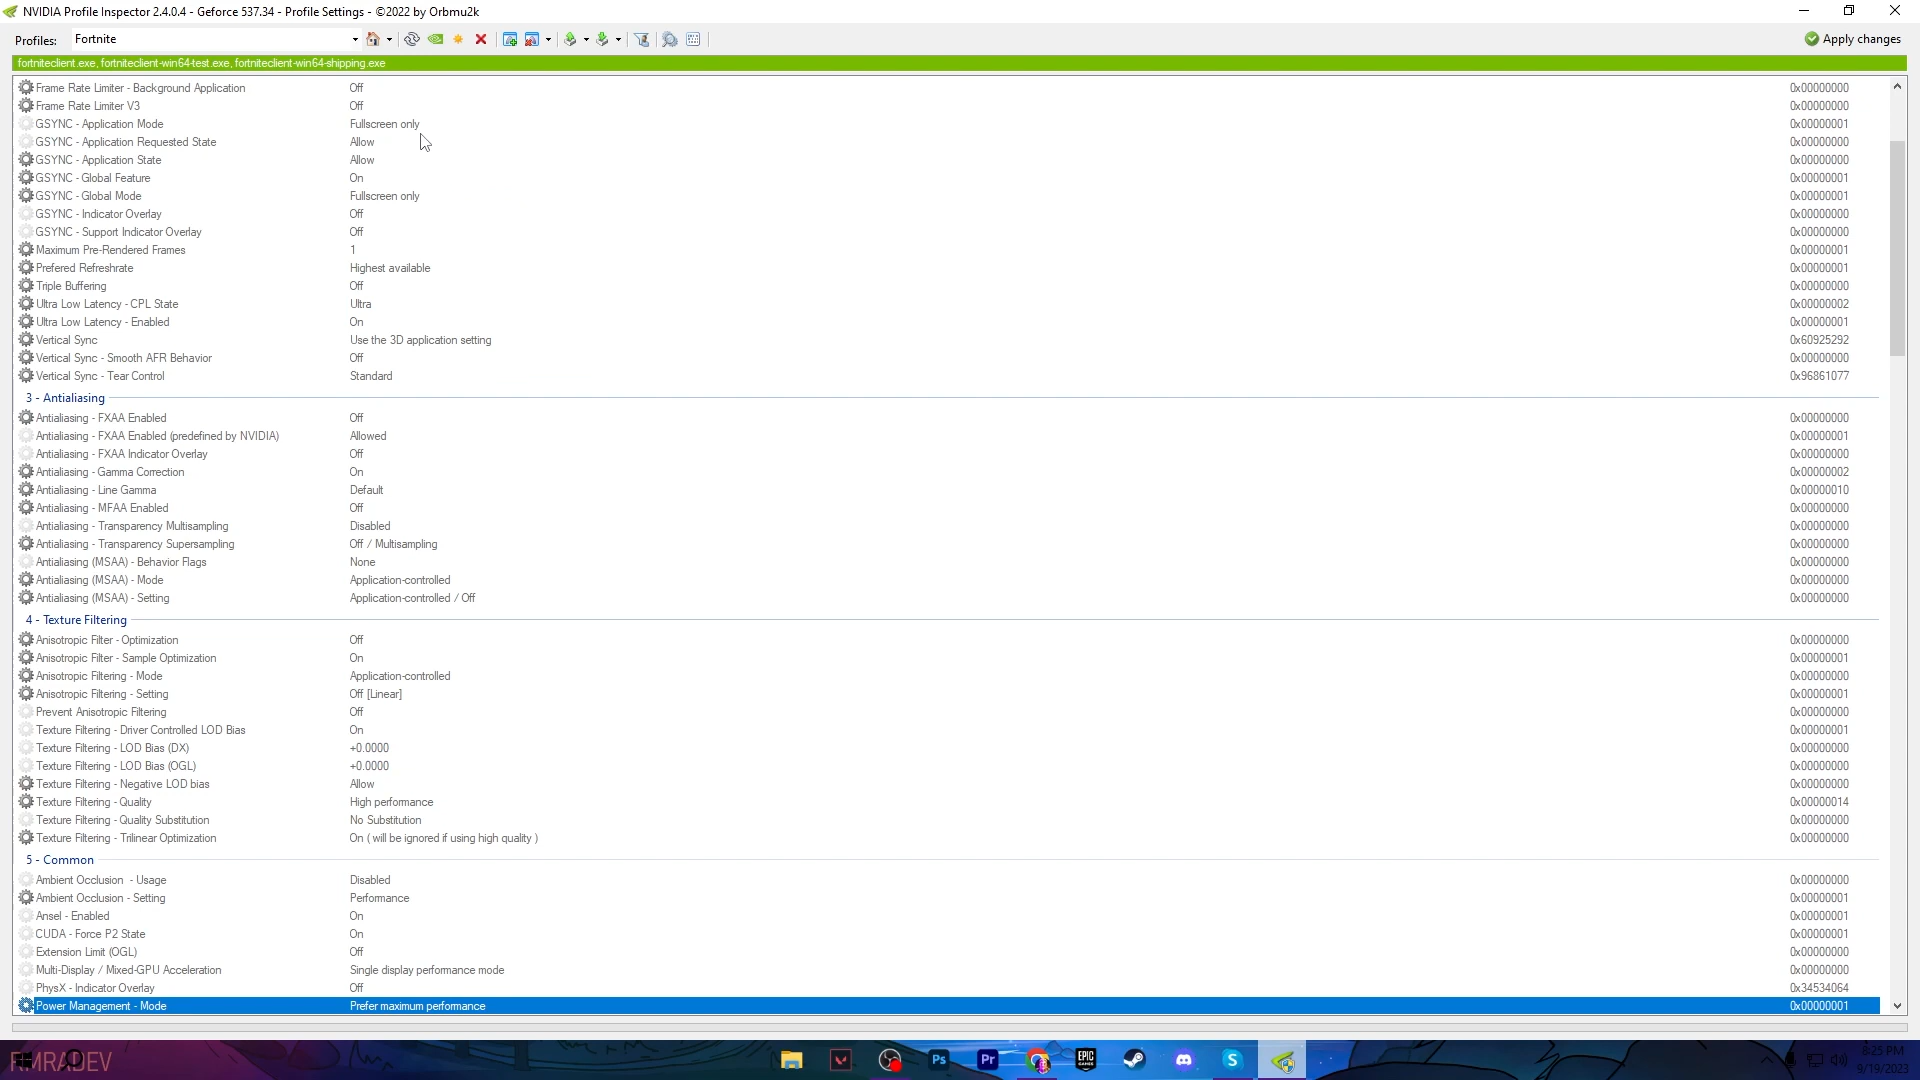 NVIDIA Profile Inspector 2.4.0.4 - Geforce 537.34 - Profile Settings - ©2022 by Orbmu2k
Profiles: Fortnite Apply changes
fortniteclient.exe, fortniteclient-win64-test.exe, fortniteclient-win64-shipping.exe
Frame Rate Limiter - Background Application Off 0x00000000
Frame Rate Limiter V3 Off 0x00000000
GSYNC - Application Mode Fullscreen only 0x00000001
GSYNC - Application Requested State Allow 0x00000000
GSYNC - Application State Allow 0x00000000
GSYNC - Global Feature On 0x00000001
GSYNC - Global Mode Fullscreen only 0x00000001
GSYNC - Indicator Overlay Off 0x00000000
GSYNC - Support Indicator Overlay Off 0x00000000
Maximum Pre-Rendered Frames 1 0x00000001
Prefered Refreshrate Highest available 0x00000001
Triple Buffering Off 0x00000000
Ultra Low Latency - CPL State Ultra 0x00000002
Ultra Low Latency - Enabled On 0x00000001
Vertical Sync Use the 3D application setting 0x60925292
Vertical Sync - Smooth AFR Behavior Off 0x00000000
Vertical Sync - Tear Control Standard 0x96861077
3 - Antialiasing
Antialiasing - FXAA Enabled Off 0x00000000
Antialiasing - FXAA Enabled (predefined by NVIDIA) Allowed 0x00000001
Antialiasing - FXAA Indicator Overlay Off 0x00000000
Antialiasing - Gamma Correction On 0x00000002
Antialiasing - Line Gamma Default 0x00000010
Antialiasing - MFAA Enabled Off 0x00000000
Antialiasing - Transparency Multisampling Disabled 0x00000000
Antialiasing - Transparency Supersampling Off / Multisampling 0x00000000
Antialiasing (MSAA) - Behavior Flags None 0x00000000
Antialiasing (MSAA) - Mode Application-controlled 0x00000000
Antialiasing (MSAA) - Setting Application-controlled / Off 0x00000000
4 - Texture Filtering
Anisotropic Filter - Optimization Off 0x00000000
Anisotropic Filter - Sample Optimization On 0x00000001
Anisotropic Filtering - Mode Application-controlled 0x00000000
Anisotropic Filtering - Setting Off [Linear] 0x00000001
Prevent Anisotropic Filtering Off 0x00000000
Texture Filtering - Driver Controlled LOD Bias On 0x00000001
Texture Filtering - LOD Bias (DX) +0.0000 0x00000000
Texture Filtering - LOD Bias (OGL) +0.0000 0x00000000
Texture Filtering - Negative LOD bias Allow 0x00000000
Texture Filtering - Quality High performance 0x00000014
Texture Filtering - Quality Substitution No Substitution 0x00000000
Texture Filtering - Trilinear Optimization On ( will be ignored if using high quality ) 0x00000000
5 - Common
Ambient Occlusion - Usage Disabled 0x00000000
Ambient Occlusion - Setting Performance 0x00000001
Ansel - Enabled On 0x00000001
CUDA - Force P2 State On 0x00000001
Extension Limit (OGL) Off 0x00000000
Multi-Display / Mixed-GPU Acceleration Single display performance mode 0x00000000
PhysX - Indicator Overlay Off 0x34534064
Power Management - Mode Prefer maximum performance 0x00000001
RMRADEV Ps Pr EPIC GAMES S 8:25 PM
9/19/2023